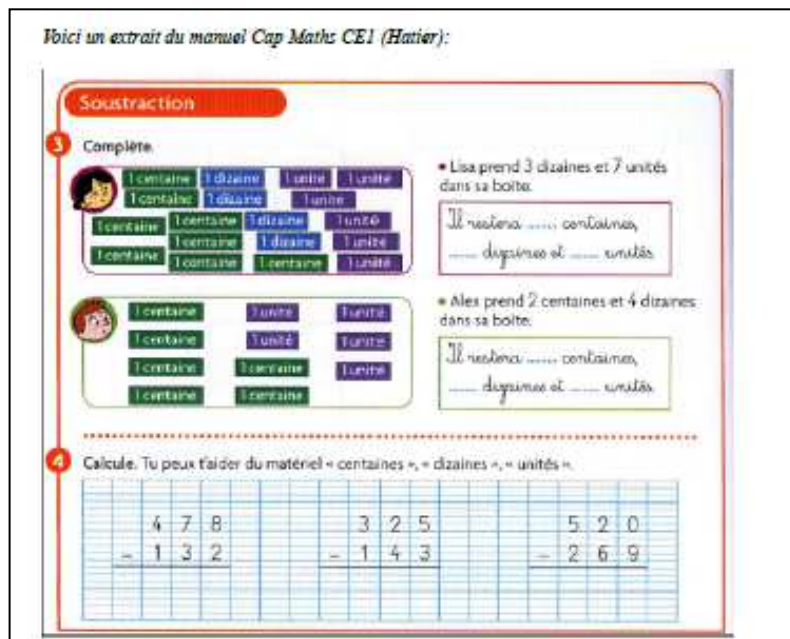 Voici un extrait du manuel Cap Maths CE1 (Hatier):
Soustraction
3 Complète.
1 centaine 1 dizaine 1 unité 1 unité
1 centaine 1 dizaine 1 unité
1 centaine 1 centaine 1 dizaine 1 unité
1 centaine 1 dizaine 1 unité
1 centaine 1 centaine 1 centaine 1 unité
• Lisa prend 3 dizaines et 7 unités
dans sa boîte.
Il restera ...... centaines,
...... dizaines et ...... unités.
1 centaine 1 unité 1 unité
1 centaine 1 unité 1 unité
1 centaine 1 centaine 1 unité
1 centaine 1 centaine
• Alex prend 2 centaines et 4 dizaines
dans sa boîte.
Il restera ...... centaines,
...... dizaines et ...... unités.
4 Calcule. Tu peux t'aider du matériel « centaines », « dizaines », « unités ».
4 7 8 3 2 5 5 2 0
- 1 3 2 - 1 4 3 - 2 6 9